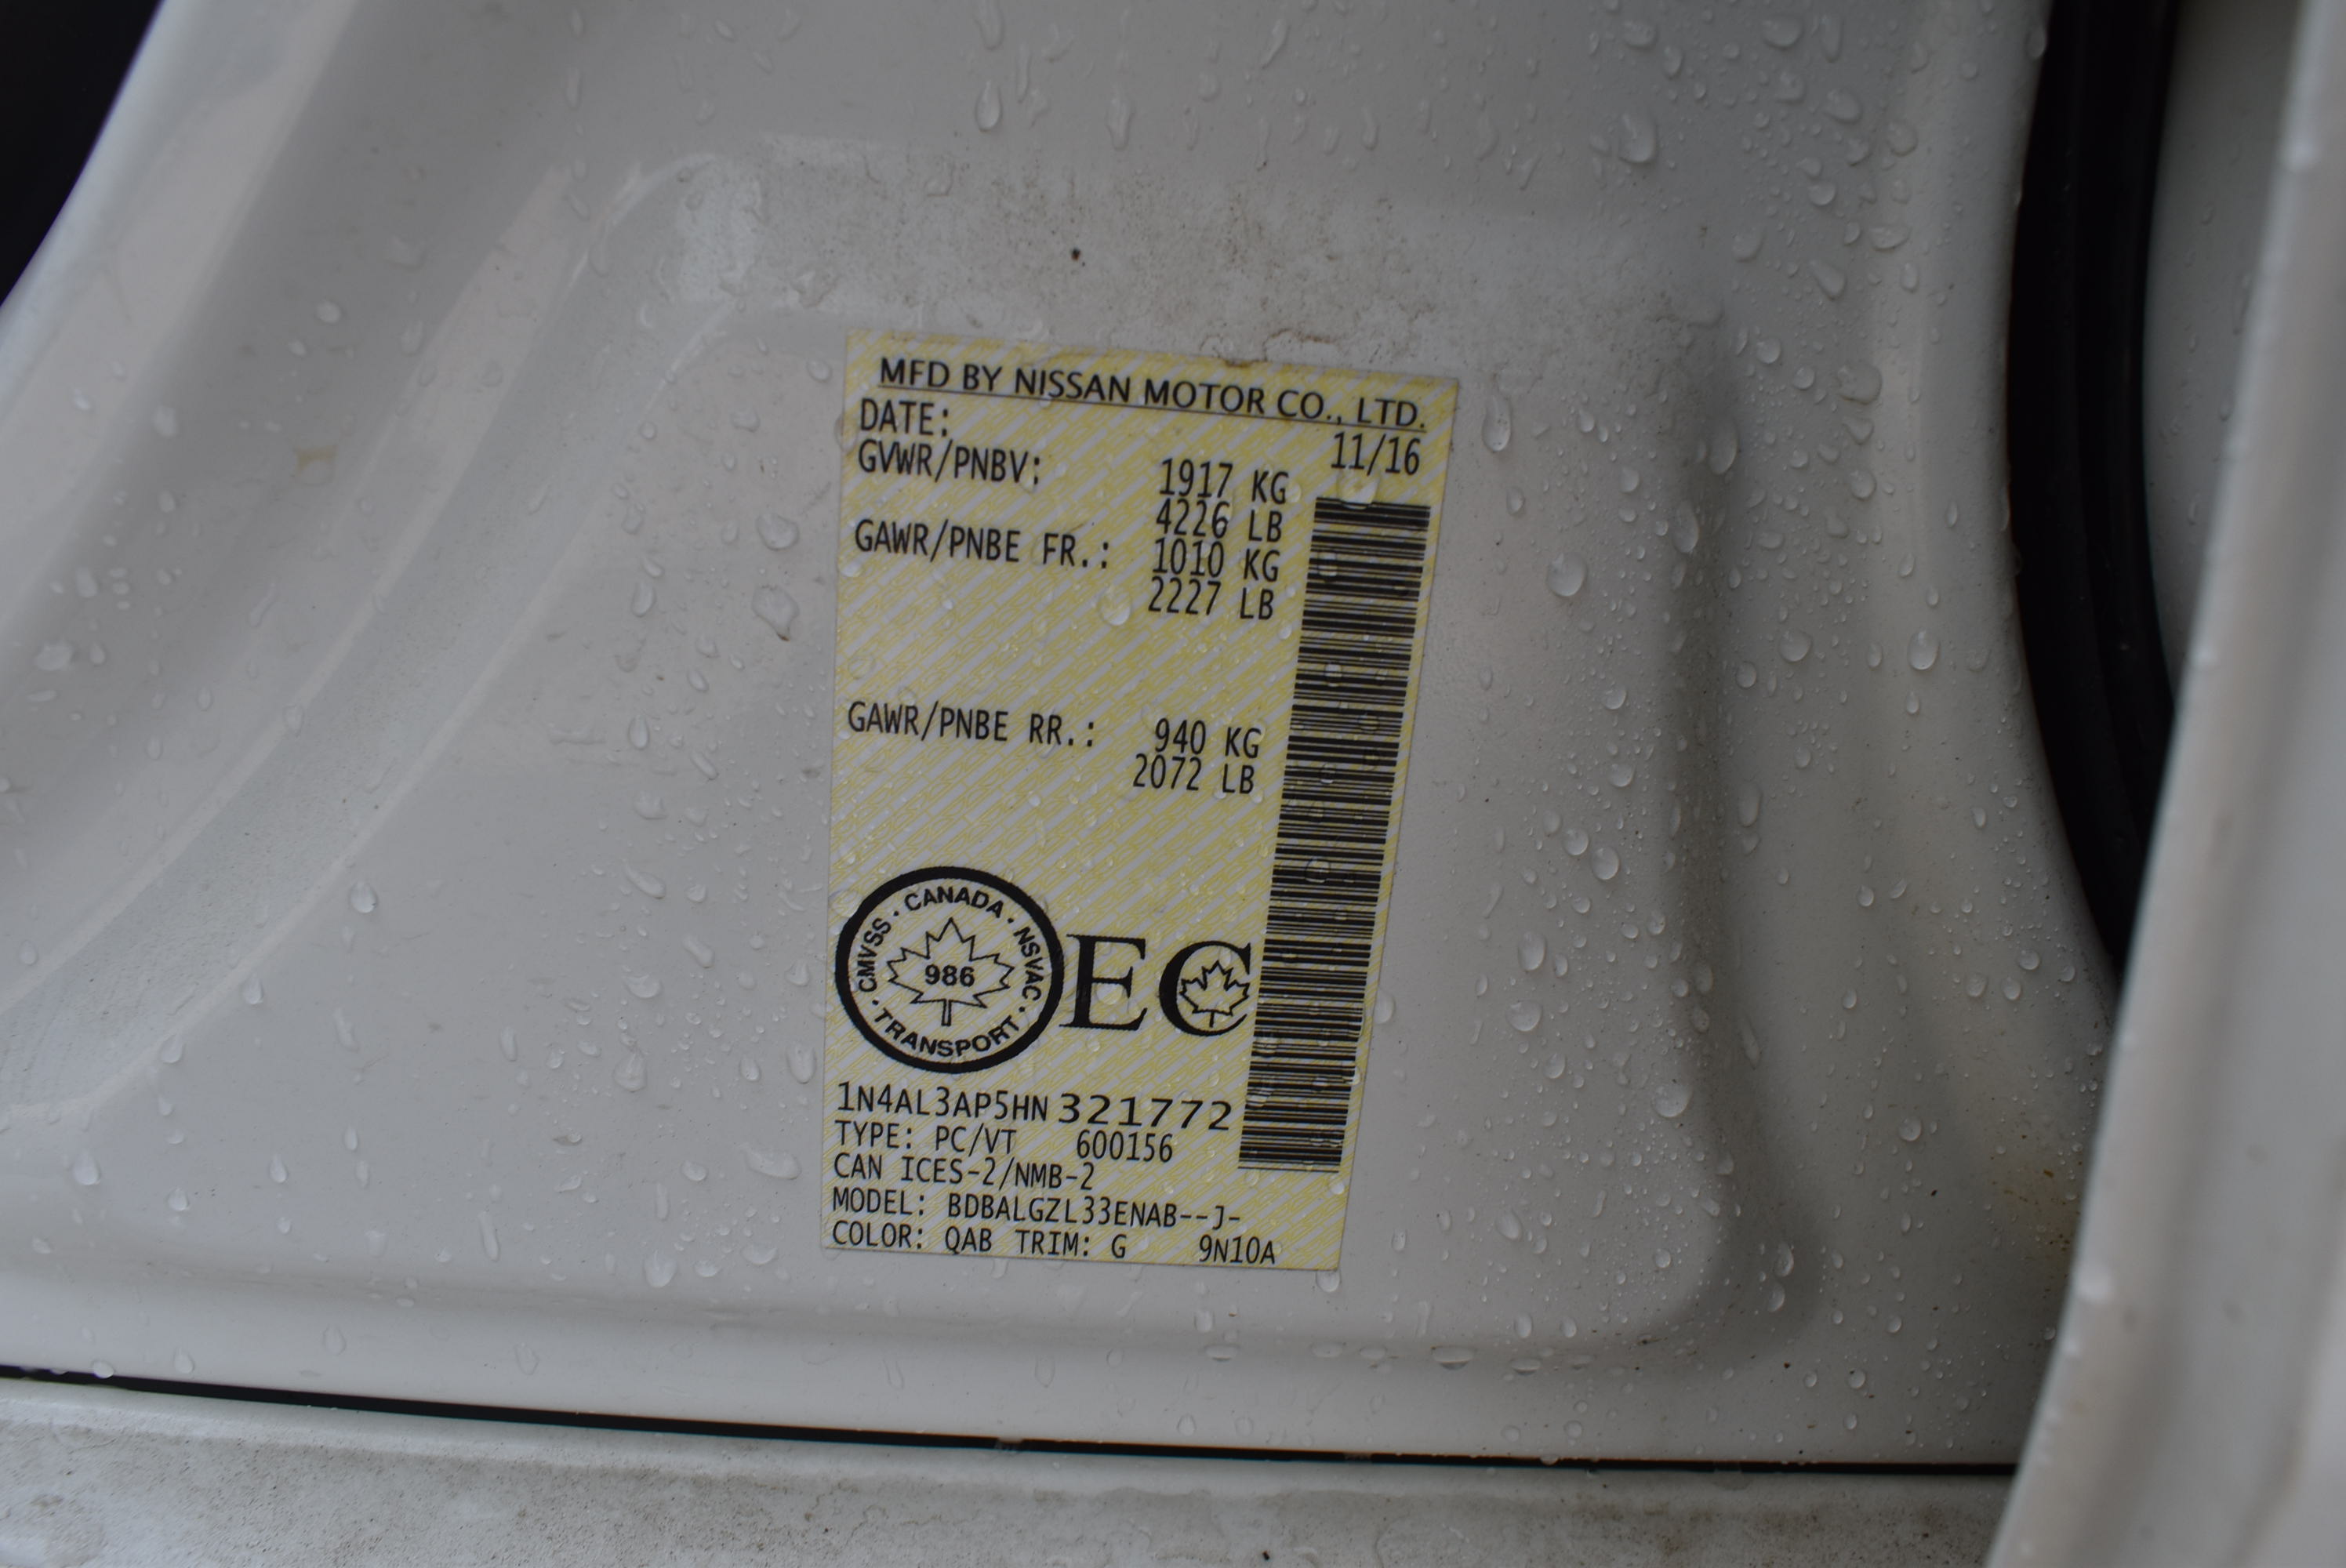 MFD BY NISSAN MOTOR CO., LTD.
DATE: 11/16
GVWR/PNBV: 1917 KG
4226 LB
GAWR/PNBE FR.: 1010 KG
2227 LB
GAWR/PNBE RR.: 940 KG
2072 LB
CANADA · NSVAC · TRANSPORT · CMVSS ·
986
EC
1N4AL3AP5HN321772
TYPE: PC/VT 600156
CAN ICES-2/NMB-2
MODEL: BDBALGZL33ENAB--J-
COLOR: QAB TRIM: G 9N10A